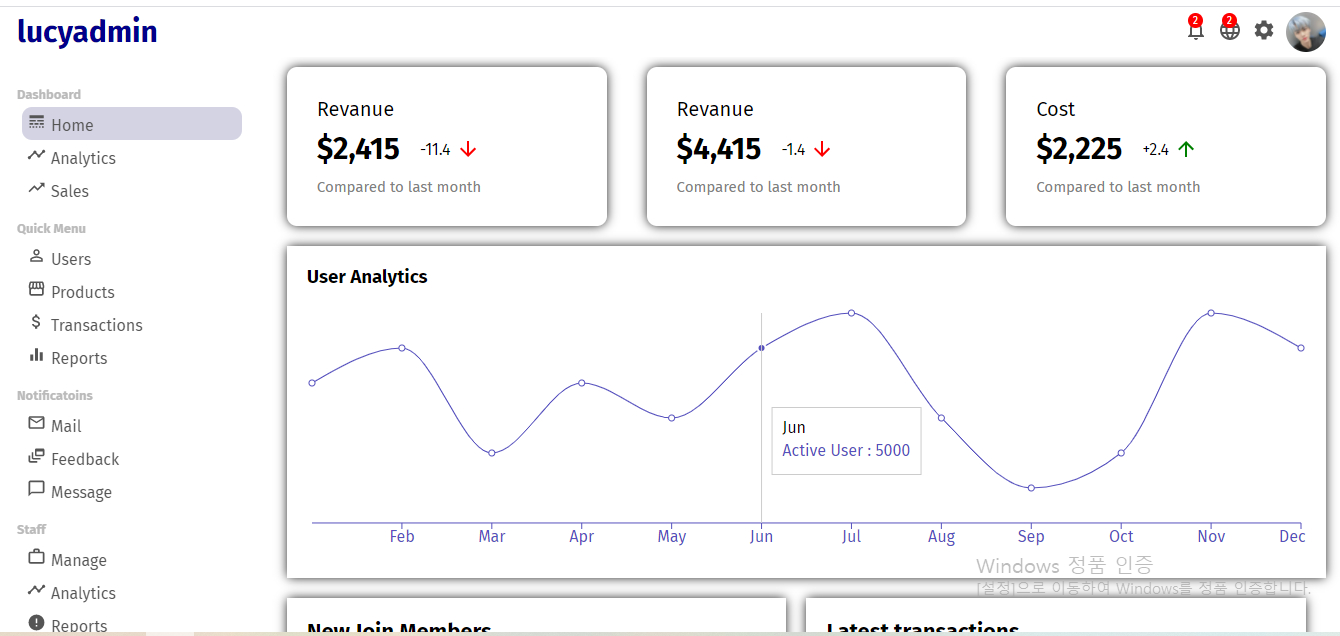 lucyadmin
2
2
Dashboard
Home
Analytics
Sales
Quick Menu
Users
Products
Transactions
Reports
Notificatoins
Mail
Feedback
Message
Staff
Manage
Analytics
Reports
Revanue
$2,415 -11.4
Compared to last month
Revanue
$4,415 -1.4
Compared to last month
Cost
$2,225 +2.4
Compared to last month
User Analytics
Jun
Active User : 5000
Feb Mar Apr May Jun Jul Aug Sep Oct Nov Dec
Windows 정품 인증
[설정]으로 이동하여 Windows를 정품 인증합니다.
New Join Members
Latest transactions